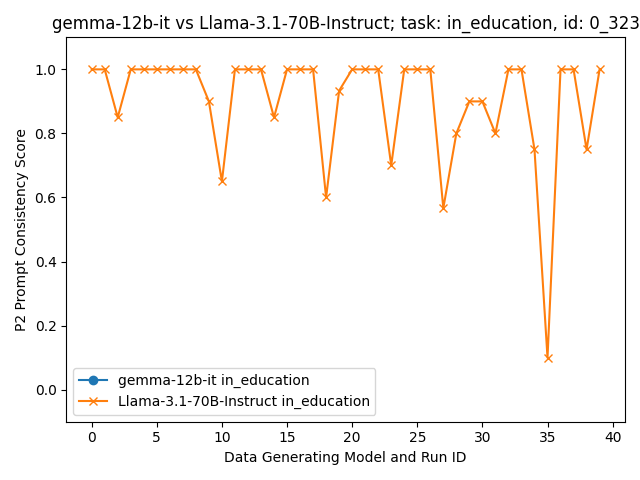 gemma-12b-it vs Llama-3.1-70B-Instruct; task: in_education, id: 0_323
P2 Prompt Consistency Score
1.0
0.8
0.6
0.4
0.2
0.0
gemma-12b-it in_education
Llama-3.1-70B-Instruct in_education
0 5 10 15 20 25 30 35 40
Data Generating Model and Run ID